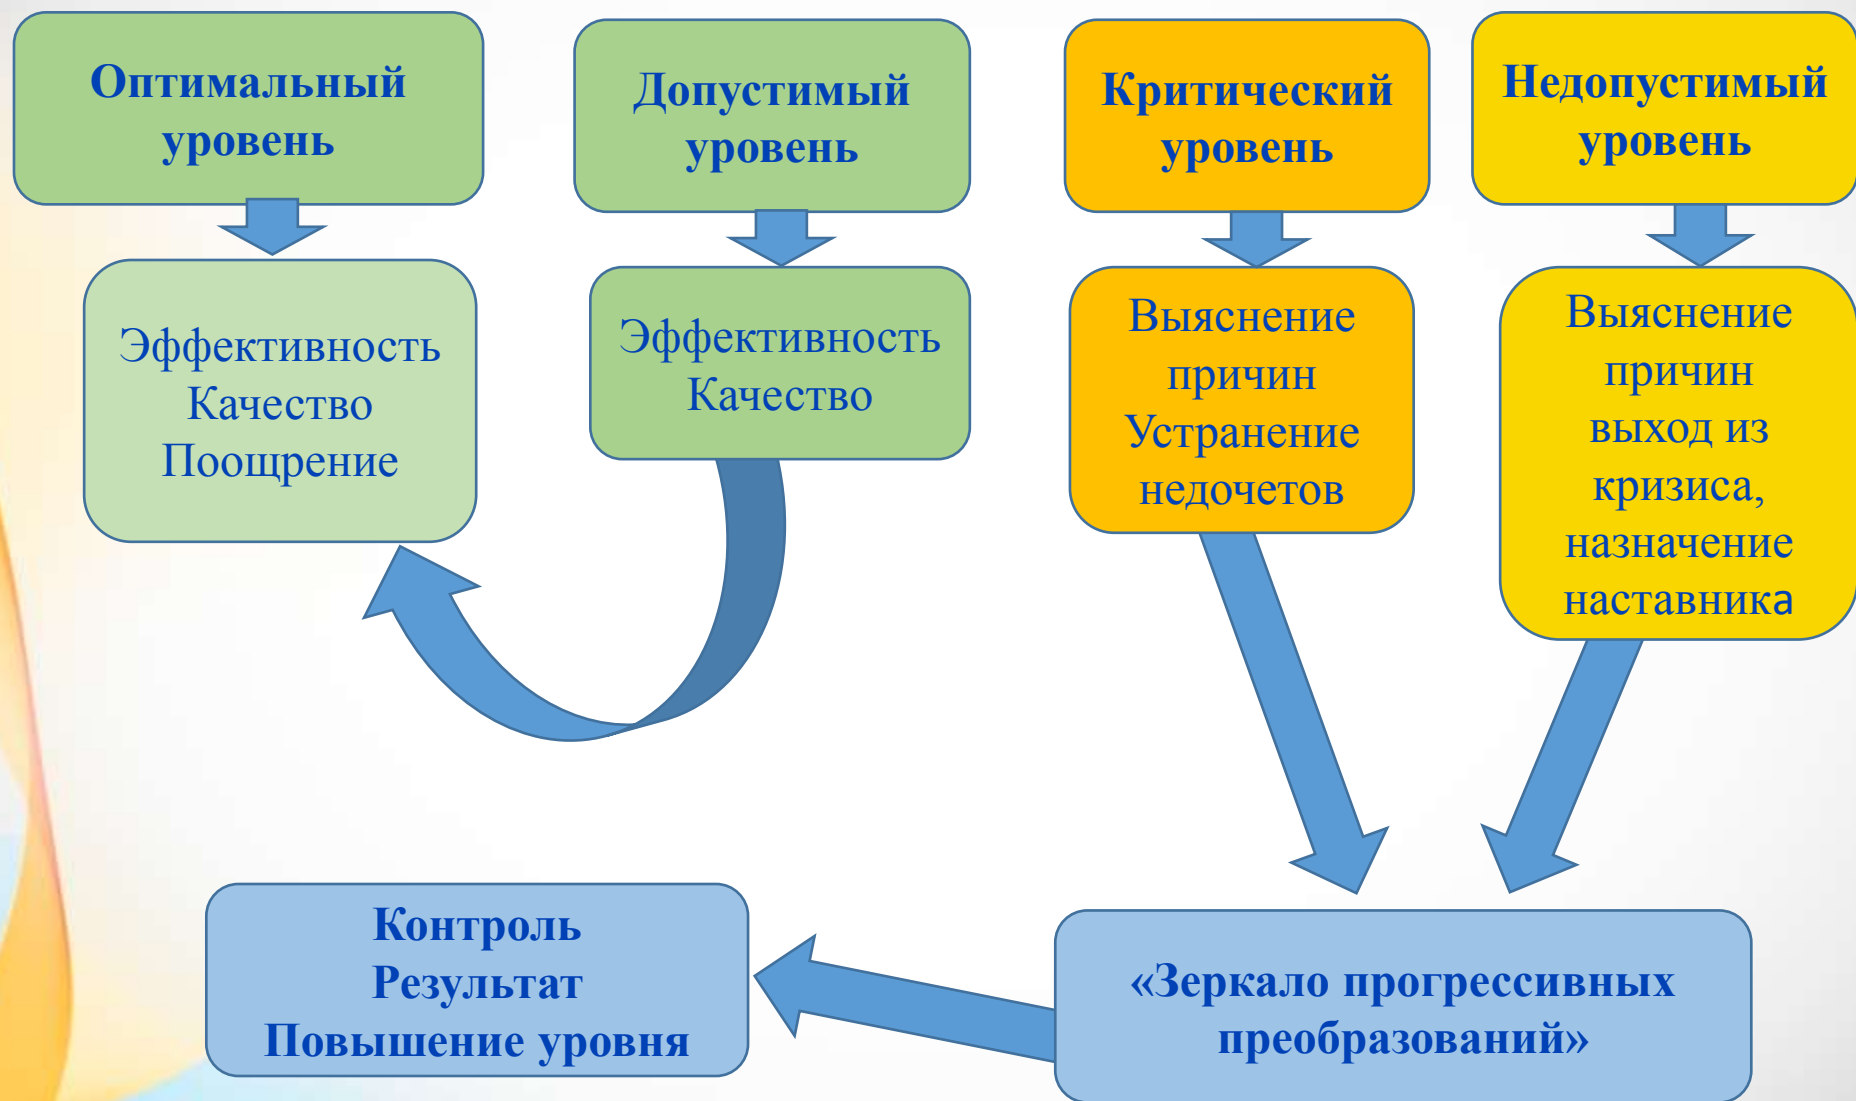 Оптимальный
уровень
Допустимый
уровень
Критический
уровень
Недопустимый
уровень
Эффективность
Качество
Поощрение
Эффективность
Качество
Выяснение
причин
Устранение
недочетов
Выяснение
причин
выход из
кризиса,
назначение
наставника
Контроль
Результат
Повышение уровня
«Зеркало прогрессивных
преобразований»